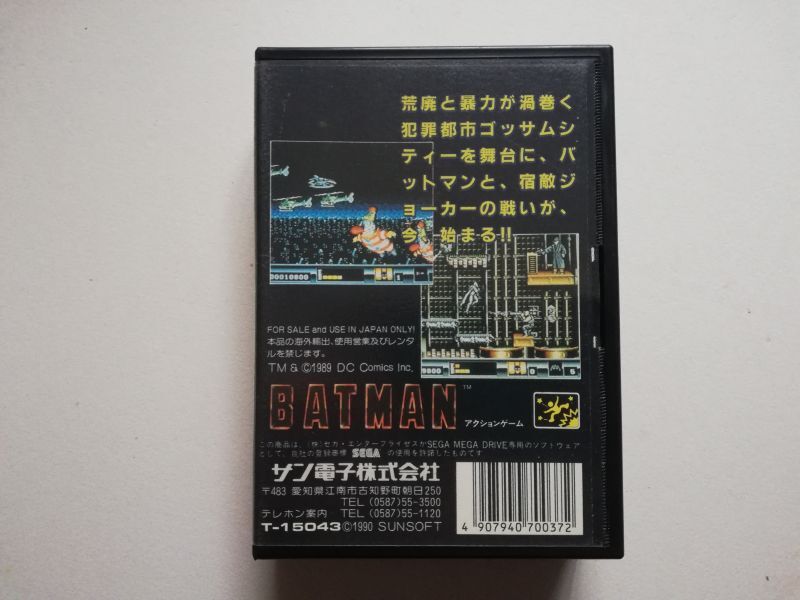 荒廃と暴力が渦巻く
犯罪都市ゴッサムシ
ティーを舞台に、バ
ットマンと、宿敵ジ
ョーカーの戦いが、
今、始まる!!
00010800
1
9800
0
5
FOR SALE and USE IN JAPAN ONLY!
本品の海外輸出、使用営業及びレンタ
ルを禁じます。
TM & ©1989 DC Comics Inc.
BATMAN™
アクションゲーム
この商品は、(株)セガ・エンタープライゼスがSEGA MEGA DRIVE専用のソフトウェア
として、自社の登録商標 SEGA の使用を許諾したものです
サン電子株式会社
〒483 愛知県江南市古知野町朝日250
TEL (0587)55-3500
テレホン案内 TEL (0587)55-1120
T-15043©1990 SUNSOFT
4 907940 700372